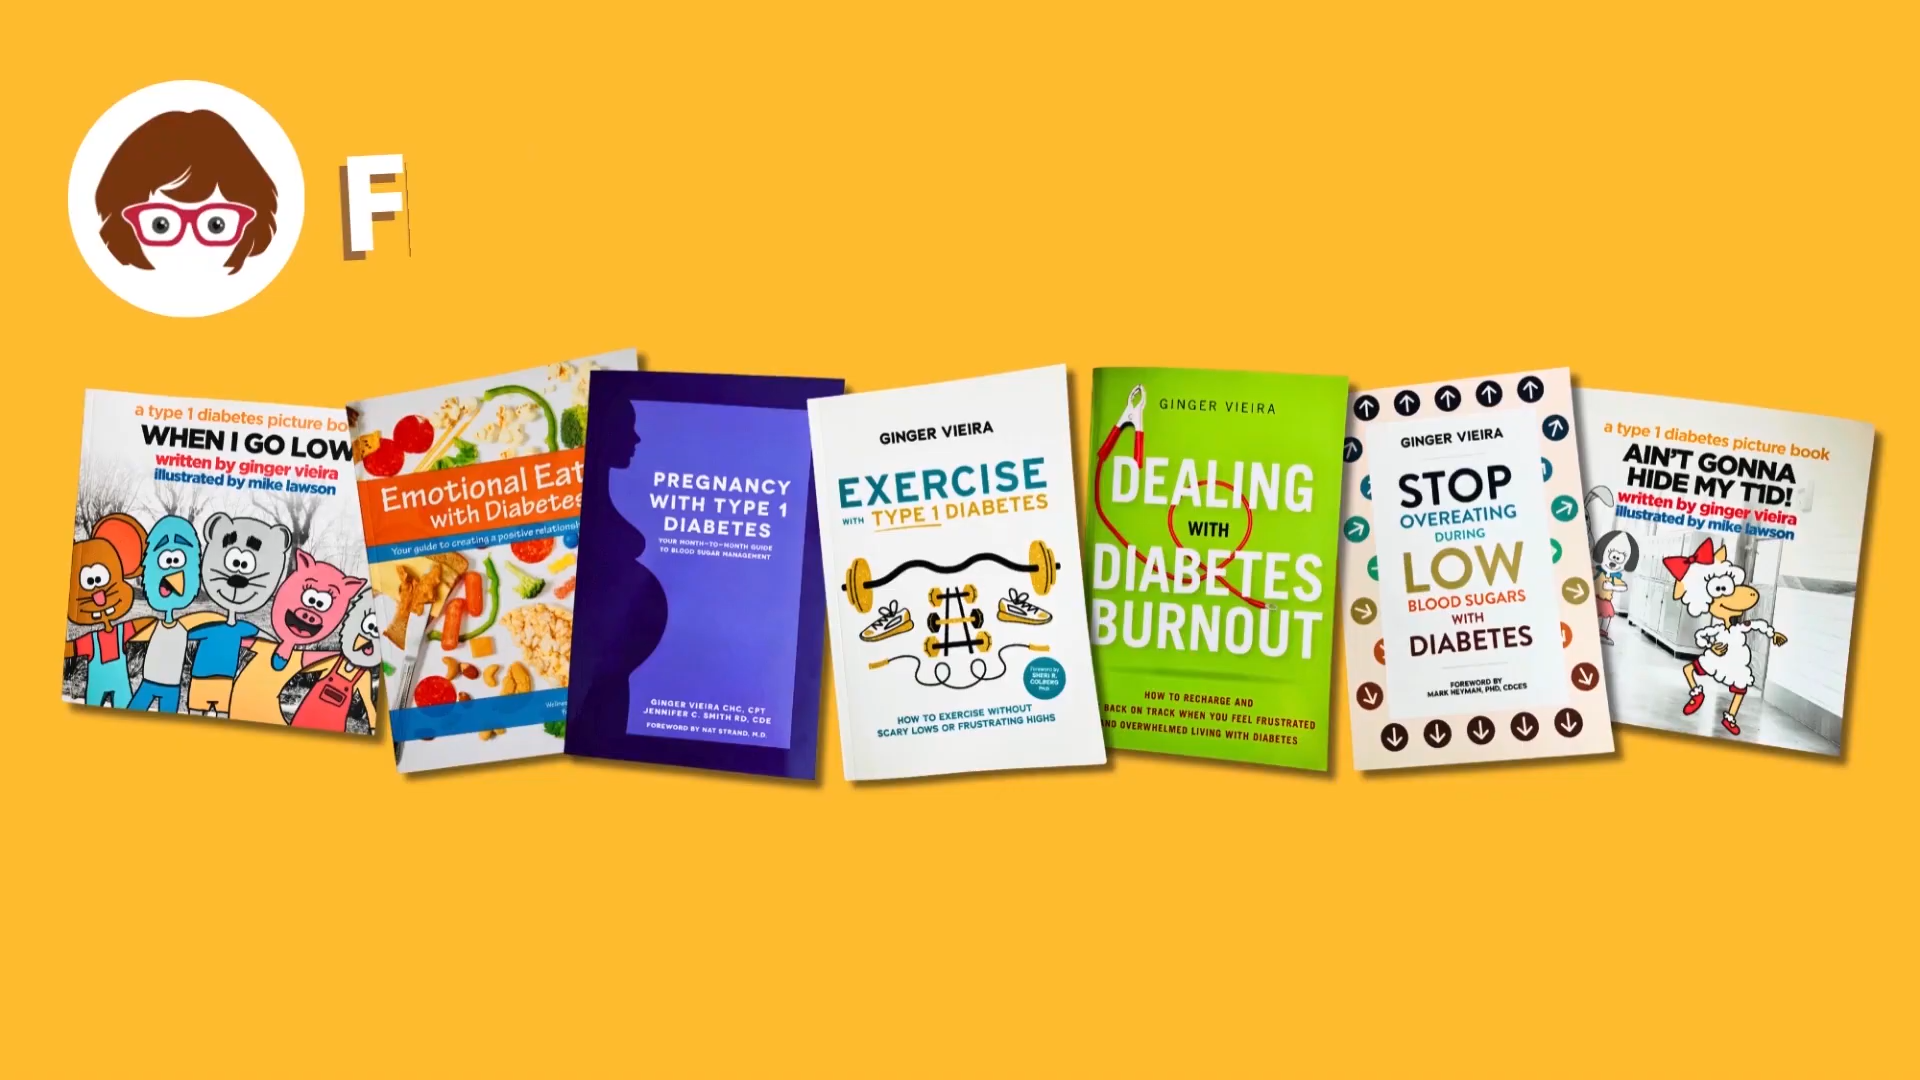 F
a type 1 diabetes picture
WHEN I GO LOW
written by ginger vieira
illustrated by mike lawson
Emotional
with Diabetes
Your guide to creating a positive
PREGNANCY
WITH TYPE 1
DIABETES
YOUR MONTH-TO-MONTH GUIDE
TO BLOOD SUGAR MANAGEMENT
GINGER VIEIRA CHC, CPT
JENNIFER C. SMITH RD, CDE
FOREWORD BY NAT STRAND, M.D.
GINGER VIEIRA
EXERCISE
WITH TYPE 1 DIABETES
Foreword by
SHERI R.
COLBERG
PH.D.
HOW TO EXERCISE WITHOUT
SCARY LOWS OR FRUSTRATING HIGHS
GINGER VIEIRA
DEALING
WITH
DIABETES
BURNOUT
HOW TO RECHARGE AND
BACK ON TRACK WHEN YOU FEEL FRUSTRATED
AND OVERWHELMED LIVING WITH DIABETES
GINGER VIEIRA
STOP
OVEREATING
DURING
LOW
BLOOD SUGARS
WITH
DIABETES
FOREWORD BY
MARK HEYMAN, PHD, CDCES
a type 1 diabetes picture book
AIN'T GONNA
HIDE MY T1D!
written by ginger vieira
illustrated by mike lawson